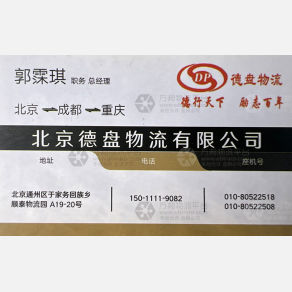 郭霂琪 职务 总经理
DP 德盘物流
德行天下 励志百年
北京 成都 重庆
北京德盘物流有限公司
地址 电话 座机号
北京通州区于家务回族乡 150-1111-9082 010-80522518
顺泰物流园 A19-20号 010-80522508